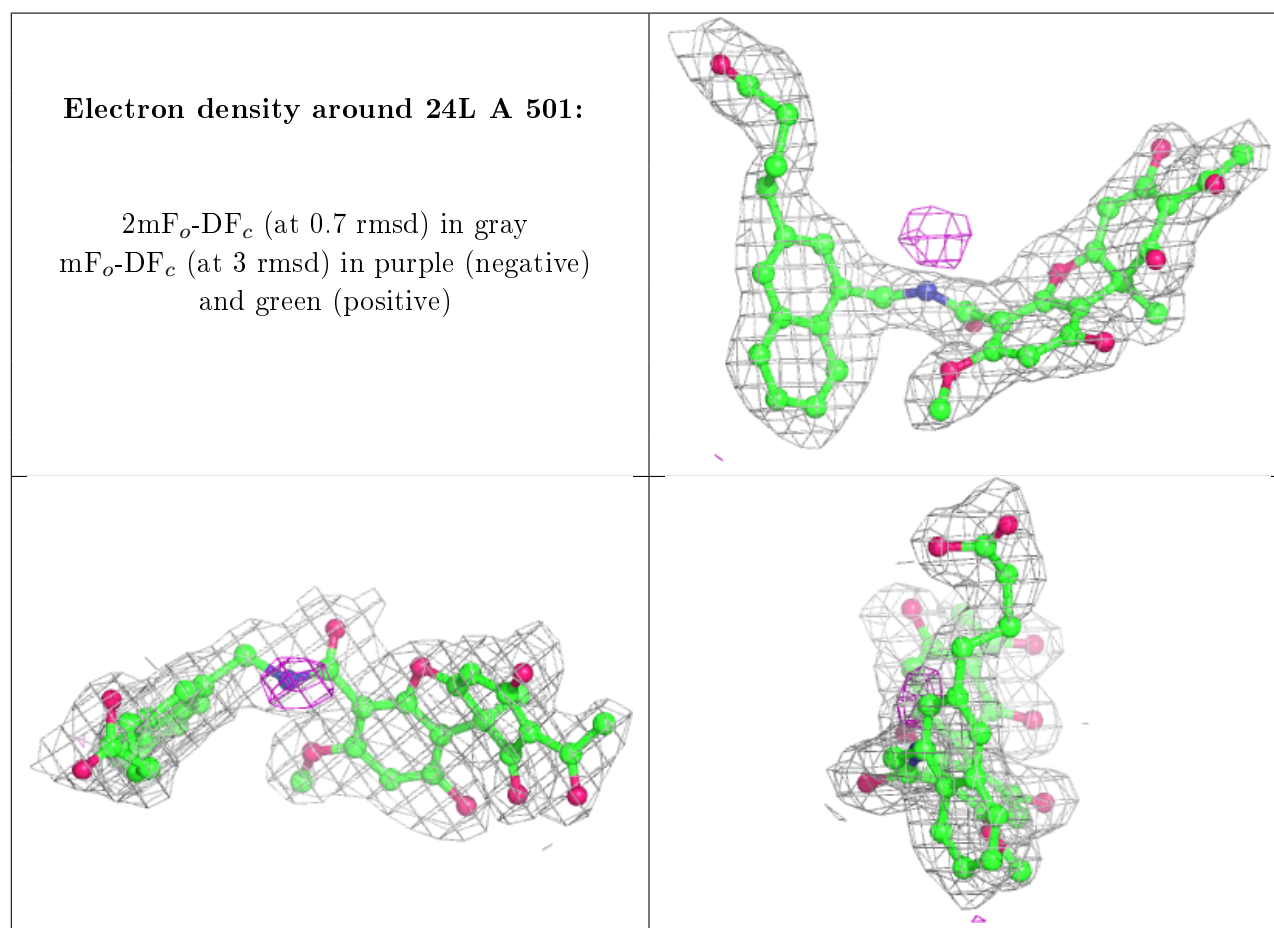 Electron density around 24L A 501:
2mFₒ-DF𝒸 (at 0.7 rmsd) in gray
mFₒ-DF𝒸 (at 3 rmsd) in purple (negative)
and green (positive)